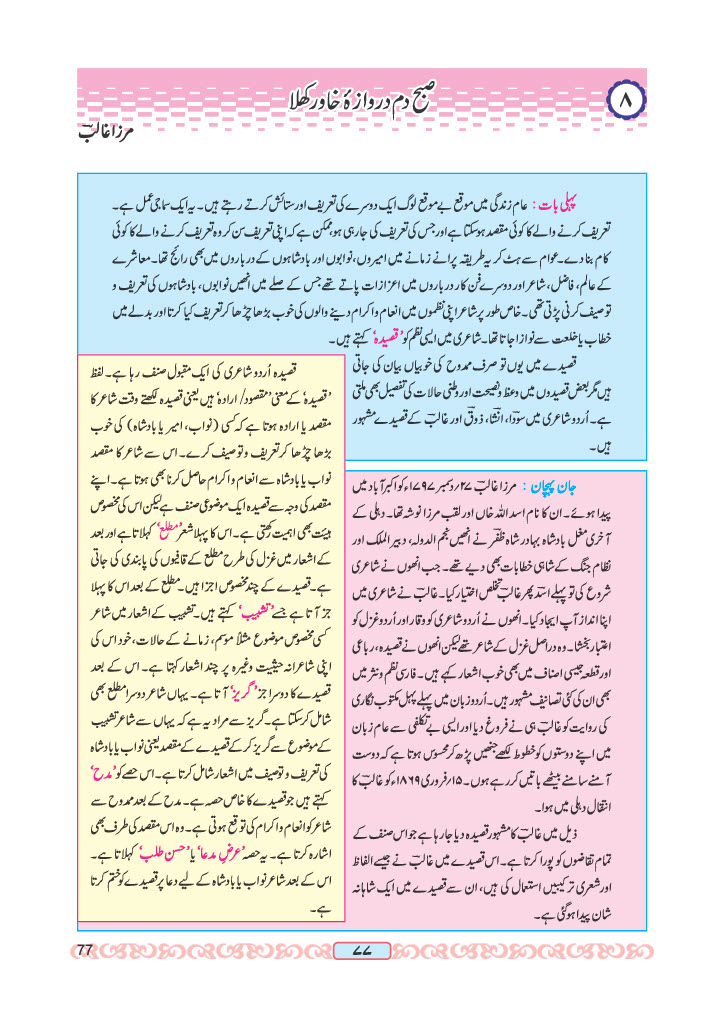 ۸
صبح دم دروازۂ خاور کھلا
مرزا غالبؔ
پہلی بات : عام زندگی میں موقع بے موقع لوگ ایک دوسرے کی تعریف اور ستائش کرتے رہتے ہیں۔ یہ ایک سماجی عمل ہے۔
تعریف کرنے والے کا کوئی مقصد ہوسکتا ہے اور جس کی تعریف کی جارہی ہو، ممکن ہے کہ اپنی تعریف سن کر وہ تعریف کرنے والے کا کوئی
کام بنا دے۔ عوام سے ہٹ کر یہ طریقہ پرانے زمانے میں امیروں، نوابوں اور بادشاہوں کے درباروں میں بھی رائج تھا۔ معاشرے
کے عالم، فاضل، شاعر اور دوسرے فن کار درباروں میں اعزازات پاتے تھے جس کے صلے میں انھیں نوابوں، بادشاہوں کی تعریف و
توصیف کرنی پڑتی تھی۔ خاص طور پر شاعر اپنی نظموں میں انعام و اکرام دینے والوں کی خوب بڑھا چڑھا کر تعریف کیا کرتا اور بدلے میں
خطاب یا خلعت سے نوازا جاتا تھا۔ شاعری میں ایسی نظم کو ’قصیدہ‘ کہتے ہیں۔
قصیدے میں یوں تو صرف ممدوح کی خوبیاں بیان کی جاتی
ہیں مگر بعض قصیدوں میں وعظ و نصیحت اور وطنی حالات کی تفصیل بھی ملتی
ہے۔ اُردو شاعری میں سوداؔ، انشاؔ، ذوقؔ اور غالبؔ کے قصیدے مشہور
ہیں۔
جان پہچان : مرزا غالبؔ ۲۷؍ دسمبر ۱۷۹۷ء کو اکبرآباد میں
پیدا ہوئے۔ ان کا نام اسداللہ خاں اور لقب مرزا نوشہ تھا۔ دہلی کے
آخری مغل بادشاہ بہادر شاہ ظفرؔ نے انھیں نجم الدولہ، دبیر الملک اور
نظام جنگ کے شاہی خطابات بھی دیے تھے۔ جب انھوں نے شاعری
شروع کی تو پہلے اسدؔ پھر غالبؔ تخلص اختیار کیا۔ غالبؔ نے شاعری میں
اپنا انداز آپ ایجاد کیا۔ انھوں نے اُردو شاعری کو وقار اور اُردو غزل کو
اعتبار بخشا۔ وہ دراصل غزل کے شاعر تھے لیکن انھوں نے قصیدہ، رباعی
اور قطعہ جیسی اصناف میں بھی خوب اشعار کہے ہیں۔ فارسی نظم و نثر میں
بھی ان کی کئی تصانیف مشہور ہیں۔ اُردو زبان میں پہلے پہل مکتوب نگاری
کی روایت کو غالبؔ ہی نے فروغ دیا اور ایسی بے تکلفی سے عام زبان
میں اپنے دوستوں کو خطوط لکھے جنھیں پڑھ کر محسوس ہوتا ہے کہ دوست
آمنے سامنے بیٹھے باتیں کررہے ہوں۔ ۱۵؍ فروری ۱۸۶۹ء کو غالبؔ کا
انتقال دہلی میں ہوا۔
ذیل میں غالبؔ کا مشہور قصیدہ دیا جارہا ہے جو اس صنف کے
تمام تقاضوں کو پورا کرتا ہے۔ اس قصیدے میں غالبؔ نے جیسے الفاظ
اور شعری ترکیبیں استعمال کی ہیں، ان سے قصیدے میں ایک شاہانہ
شان پیدا ہوگئی ہے۔
قصیدہ اُردو شاعری کی ایک مقبول صنف رہا ہے۔ لفظ
’قصیدہ‘ کے معنی ’مقصود/ ارادہ‘ ہیں یعنی قصیدہ لکھتے وقت شاعر کا
مقصد یا ارادہ ہوتا ہے کہ کسی (نواب، امیر یا بادشاہ) کی خوب
بڑھا چڑھا کر تعریف و توصیف کرے۔ اس سے شاعر کا مقصد
نواب یا بادشاہ سے انعام و اکرام حاصل کرنا بھی ہوتا ہے۔ اپنے
مقصد کی وجہ سے قصیدہ ایک موضوعی صنف ہے لیکن اس کی مخصوص
ہیئت بھی اہمیت رکھتی ہے۔ اس کا پہلا شعر ’مطلع‘ کہلاتا ہے اور بعد
کے اشعار میں غزل کی طرح مطلع کے قافیوں کی پابندی کی جاتی
ہے۔ قصیدے کے چند مخصوص اجزا ہیں۔ مطلع کے بعد اس کا پہلا
جز آتا ہے جسے ’تشبیب‘ کہتے ہیں۔ تشبیب کے اشعار میں شاعر
کسی مخصوص موضوع مثلاً موسم، زمانے کے حالات، خود اس کی
اپنی شاعرانہ حیثیت وغیرہ پر چند اشعار کہتا ہے۔ اس کے بعد
قصیدے کا دوسرا جز ’گریز‘ آتا ہے۔ یہاں شاعر دوسرا مطلع بھی
شامل کرسکتا ہے۔ گریز سے مراد یہ ہے کہ یہاں سے شاعر تشبیب
کے موضوع سے گریز کرکے قصیدے کے مقصد یعنی نواب یا بادشاہ
کی تعریف و توصیف میں اشعار شامل کرتا ہے۔ اس حصے کو ’مدح‘
کہتے ہیں جو قصیدے کا خاص حصہ ہے۔ مدح کے بعد ممدوح سے
شاعر کو انعام و اکرام کی توقع ہوتی ہے۔ وہ اس مقصد کی طرف بھی
اشارہ کرتا ہے۔ یہ حصہ ’عرضِ مدعا‘ یا ’حسن طلب‘ کہلاتا ہے۔
اس کے بعد شاعر نواب یا بادشاہ کے لیے دعا پر قصیدے کو ختم کرتا
ہے۔
77
۷۷